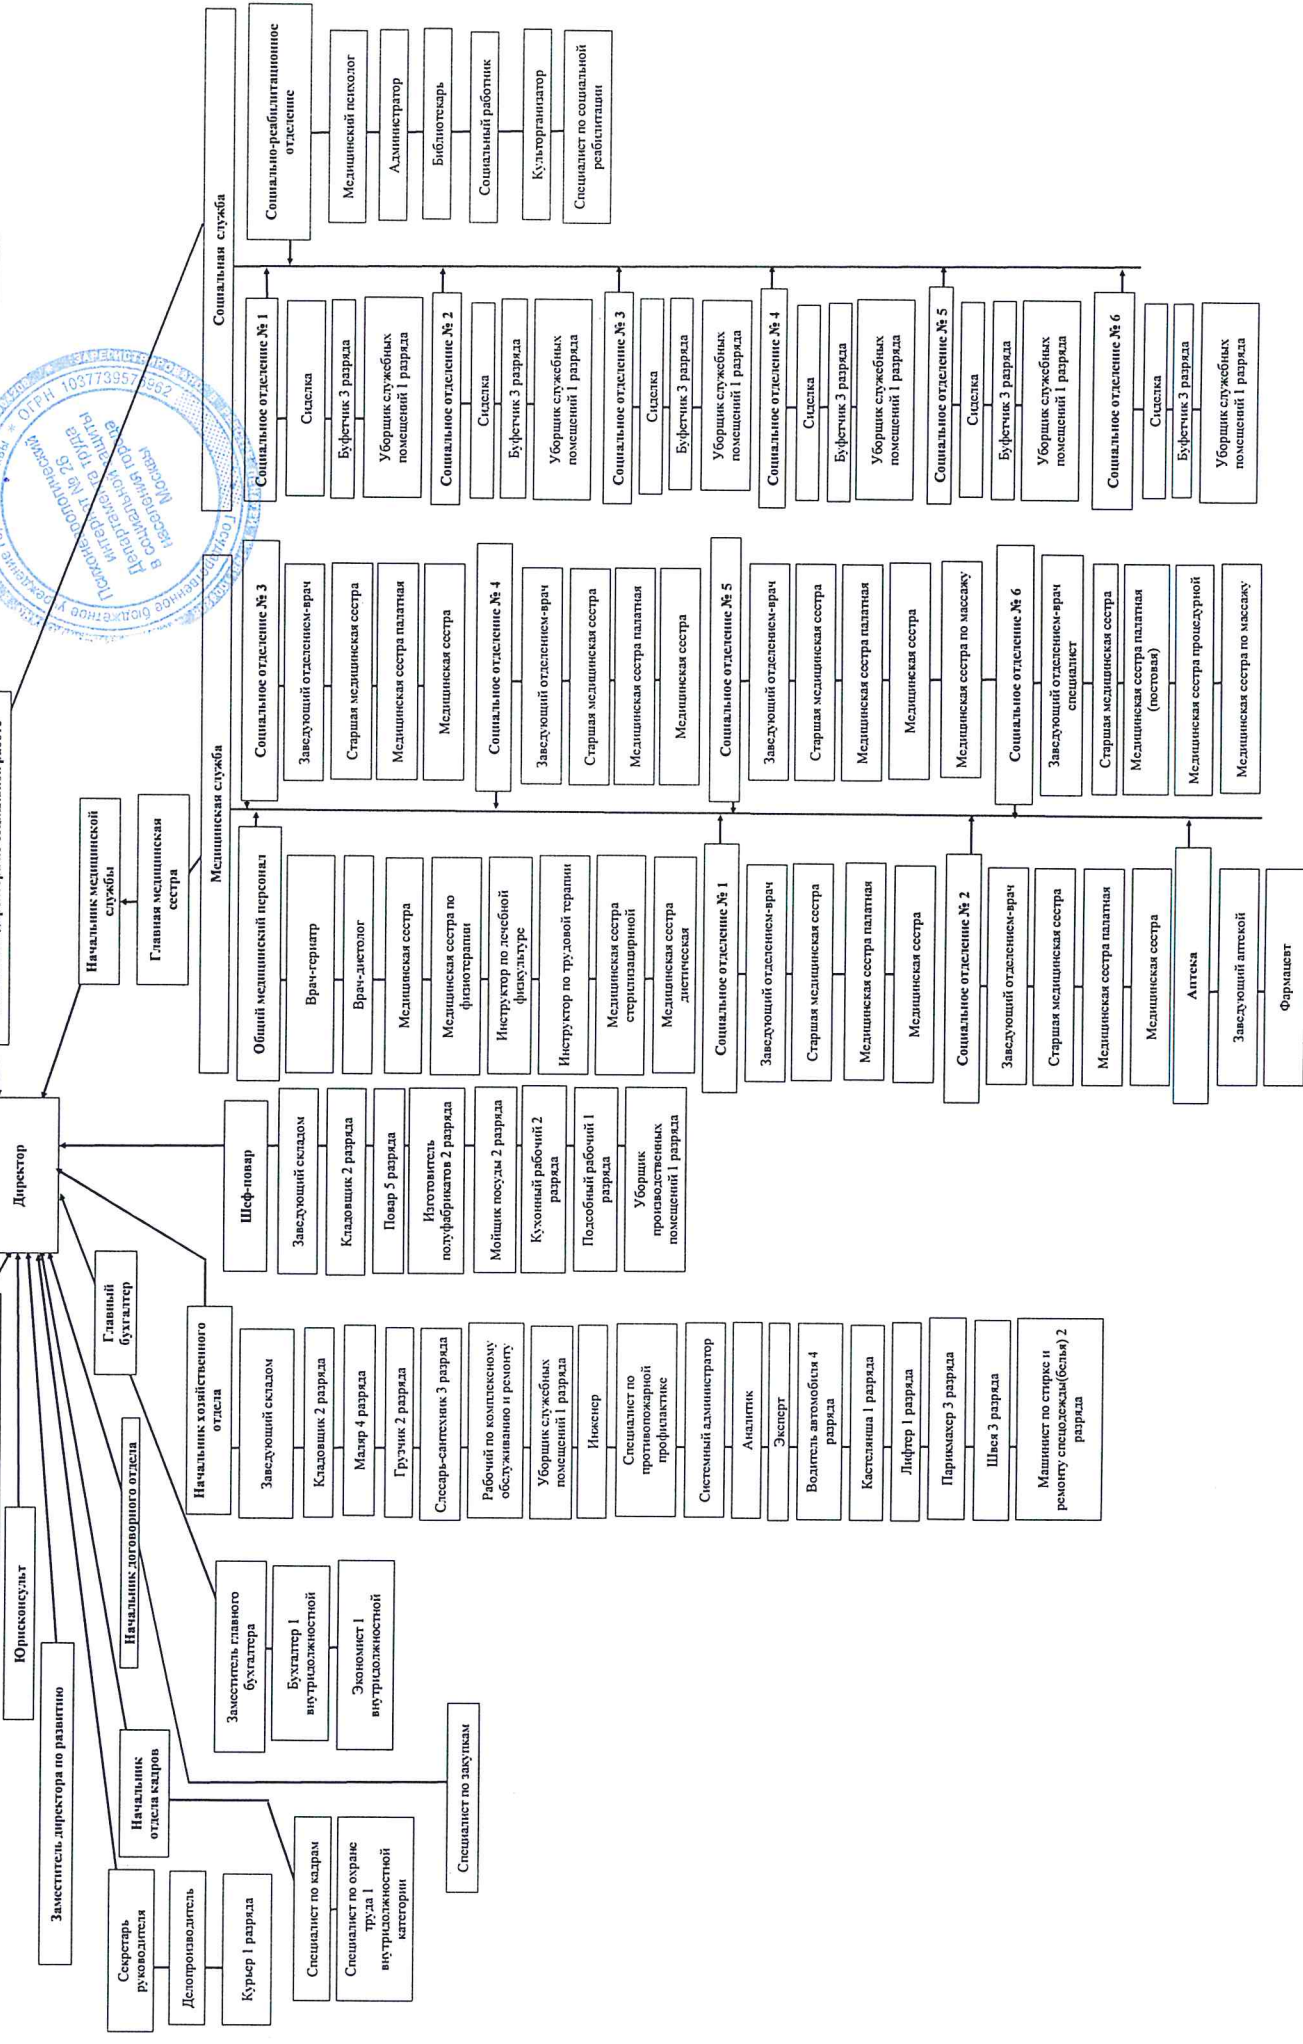 Директор
Юрисконсульт
Заместитель директора по развитию
Секретарь
руководителя
Делопроизводитель
Курьер 1 разряда
Начальник
отдела кадров
Специалист по кадрам
Специалист по охране
труда 1
внутридолжностной
категории
Специалист по закупкам
Начальник договорного отдела
Главный
бухгалтер
Заместитель главного
бухгалтера
Бухгалтер 1
внутридолжностной
Экономист 1
внутридолжностной
Начальник хозяйственного
отдела
Заведующий складом
Кладовщик 2 разряда
Маляр 4 разряда
Грузчик 2 разряда
Слесарь-сантехник 3 разряда
Рабочий по комплексному
обслуживанию и ремонту
Уборщик служебных
помещений 1 разряда
Инженер
Специалист по
противопожарной
профилактике
Системный администратор
Аналитик
Эксперт
Водитель автомобиля 4
разряда
Кастелянша 1 разряда
Лифтер 1 разряда
Парикмахер 3 разряда
Швея 3 разряда
Машинист по стирке и
ремонту спецодежды(белья) 2
разряда
Шеф-повар
Заведующий складом
Кладовщик 2 разряда
Повар 5 разряда
Изготовитель
полуфабрикатов 2 разряда
Мойщик посуды 2 разряда
Кухонный рабочий 2
разряда
Подсобный рабочий 1
разряда
Уборщик
производственных
помещений 1 разряда
Начальник медицинской
службы
Главная медицинская
сестра
Медицинская служба
Общий медицинский персонал
Врач-гериатр
Врач-диетолог
Медицинская сестра
Медицинская сестра по
физиотерапии
Инструктор по лечебной
физкультуре
Инструктор по трудовой терапии
Медицинская сестра
стерилизационной
Медицинская сестра
диетическая
Социальное отделение № 1
Заведующий отделением-врач
Старшая медицинская сестра
Медицинская сестра палатная
Медицинская сестра
Социальное отделение № 2
Заведующий отделением-врач
Старшая медицинская сестра
Медицинская сестра палатная
Медицинская сестра
Аптека
Заведующий аптекой
Фармацевт
Социальное отделение № 3
Заведующий отделением-врач
Старшая медицинская сестра
Медицинская сестра палатная
Медицинская сестра
Социальное отделение № 4
Заведующий отделением-врач
Старшая медицинская сестра
Медицинская сестра палатная
Медицинская сестра
Социальное отделение № 5
Заведующий отделением-врач
Старшая медицинская сестра
Медицинская сестра палатная
Медицинская сестра
Медицинская сестра по массажу
Социальное отделение № 6
Заведующий отделением-врач
специалист
Старшая медицинская сестра
Медицинская сестра палатная
(постовая)
Медицинская сестра процедурной
Медицинская сестра по массажу
Социальная служба
Социальное отделение № 1
Сиделка
Буфетчик 3 разряда
Уборщик служебных
помещений 1 разряда
Социальное отделение № 2
Сиделка
Буфетчик 3 разряда
Уборщик служебных
помещений 1 разряда
Социальное отделение № 3
Сиделка
Буфетчик 3 разряда
Уборщик служебных
помещений 1 разряда
Социальное отделение № 4
Сиделка
Буфетчик 3 разряда
Уборщик служебных
помещений 1 разряда
Социальное отделение № 5
Сиделка
Буфетчик 3 разряда
Уборщик служебных
помещений 1 разряда
Социальное отделение № 6
Сиделка
Буфетчик 3 разряда
Уборщик служебных
помещений 1 разряда
Социально-реабилитационное
отделение
Медицинский психолог
Администратор
Библиотекарь
Социальный работник
Культорганизатор
Специалист по социальной
реабилитации
Государственное бюджетное учреждение
ОГРН
Психоневрологический
интернат № 26
Департамента труда
и социальной защиты
населения города
Москвы